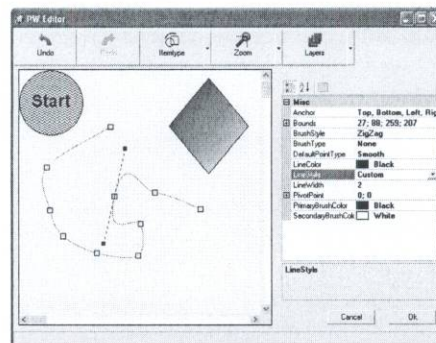 PW Editor
Undo
Redo
Itemtype
Zoom
Layers
Start
Misc
Anchor Top, Bottom, Left, Rig
Bounds 27; 88; 259; 207
BrushStyle ZigZag
BrushType None
DefaultPointType Smooth
LineColor Black
LineStyle Custom
LineWidth 2
PivotPoint 0; 0
PrimaryBrushColor Black
SecondaryBrushCol White
LineStyle
Cancel
Ok